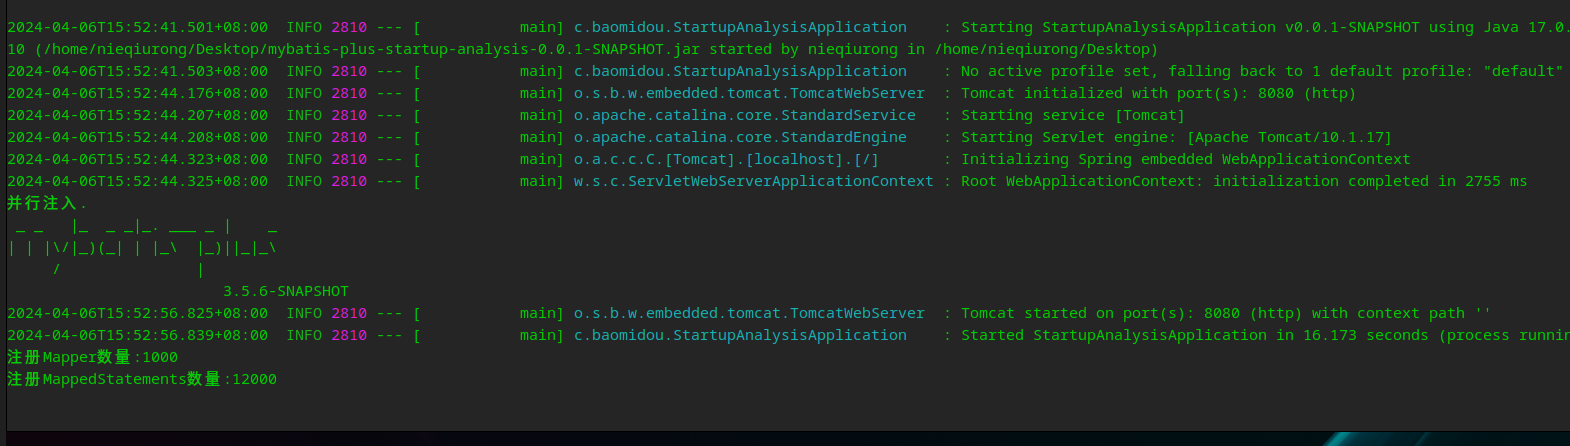 2024-04-06T15:52:41.501+08:00  INFO 2810 --- [           main] c.baomidou.StartupAnalysisApplication    : Starting StartupAnalysisApplication v0.0.1-SNAPSHOT using Java 17.0.
10 (/home/nieqiurong/Desktop/mybatis-plus-startup-analysis-0.0.1-SNAPSHOT.jar started by nieqiurong in /home/nieqiurong/Desktop)
2024-04-06T15:52:41.503+08:00  INFO 2810 --- [           main] c.baomidou.StartupAnalysisApplication    : No active profile set, falling back to 1 default profile: "default"
2024-04-06T15:52:44.176+08:00  INFO 2810 --- [           main] o.s.b.w.embedded.tomcat.TomcatWebServer  : Tomcat initialized with port(s): 8080 (http)
2024-04-06T15:52:44.207+08:00  INFO 2810 --- [           main] o.apache.catalina.core.StandardService   : Starting service [Tomcat]
2024-04-06T15:52:44.208+08:00  INFO 2810 --- [           main] o.apache.catalina.core.StandardEngine    : Starting Servlet engine: [Apache Tomcat/10.1.17]
2024-04-06T15:52:44.323+08:00  INFO 2810 --- [           main] o.a.c.c.C.[Tomcat].[localhost].[/]       : Initializing Spring embedded WebApplicationContext
2024-04-06T15:52:44.325+08:00  INFO 2810 --- [           main] w.s.c.ServletWebServerApplicationContext : Root WebApplicationContext: initialization completed in 2755 ms
并行注入.
 _ _   |_  _ _|_. ___ _ |    _
| | |\/|_)(_| | |_\  |_)||_|_\
     /               |
                        3.5.6-SNAPSHOT
2024-04-06T15:52:56.825+08:00  INFO 2810 --- [           main] o.s.b.w.embedded.tomcat.TomcatWebServer  : Tomcat started on port(s): 8080 (http) with context path ''
2024-04-06T15:52:56.839+08:00  INFO 2810 --- [           main] c.baomidou.StartupAnalysisApplication    : Started StartupAnalysisApplication in 16.173 seconds (process runnin
注册Mapper数量:1000
注册MappedStatements数量:12000